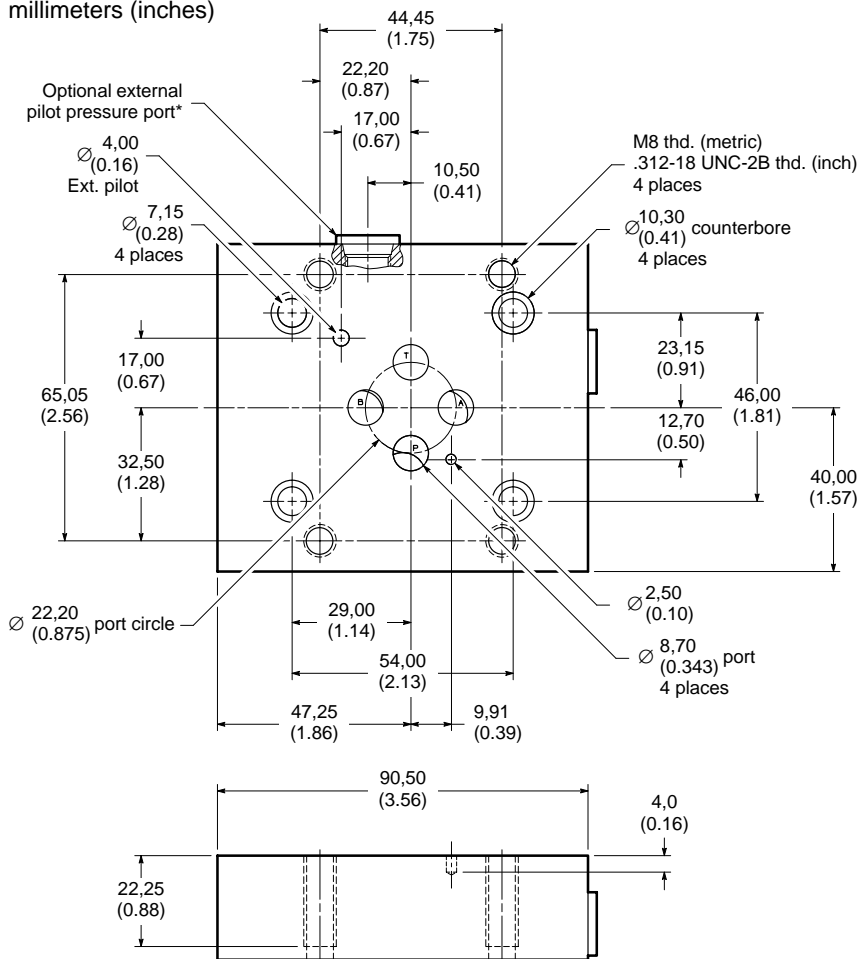 millimeters (inches)
44,45
(1.75)
22,20
(0.87)
Optional external
pilot pressure port*
17,00
(0.67)
∅ 4,00
(0.16)
Ext. pilot
10,50
(0.41)
M8 thd. (metric)
.312-18 UNC-2B thd. (inch)
4 places
∅ 7,15
(0.28)
4 places
∅ 10,30
(0.41) counterbore
4 places
17,00
(0.67)
65,05
(2.56)
32,50
(1.28)
T
B
A
P
23,15
(0.91)
46,00
(1.81)
12,70
(0.50)
40,00
(1.57)
∅ 22,20
(0.875) port circle
29,00
(1.14)
∅ 2,50
(0.10)
54,00
(2.13)
∅ 8,70
(0.343) port
4 places
47,25
(1.86)
9,91
(0.39)
90,50
(3.56)
4,0
(0.16)
22,25
(0.88)